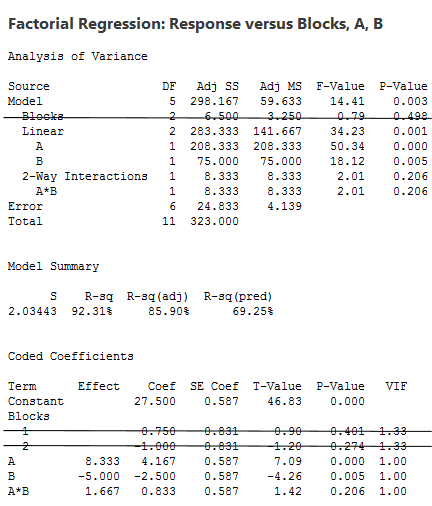 Factorial Regression: Response versus Blocks, A, B
Analysis of Variance
Source DF Adj SS Adj MS F-Value P-Value
Model 5 298.167 59.633 14.41 0.003
Blocks 2 6.500 3.250 0.79 0.498
Linear 2 283.333 141.667 34.23 0.001
A 1 208.333 208.333 50.34 0.000
B 1 75.000 75.000 18.12 0.005
2-Way Interactions 1 8.333 8.333 2.01 0.206
A*B 1 8.333 8.333 2.01 0.206
Error 6 24.833 4.139
Total 11 323.000
Model Summary
S R-sq R-sq(adj) R-sq(pred)
2.03443 92.31% 85.90% 69.25%
Coded Coefficients
Term Effect Coef SE Coef T-Value P-Value VIF
Constant 27.500 0.587 46.83 0.000
Blocks
1 0.750 0.831 0.90 0.401 1.33
2 -1.000 0.831 -1.20 0.274 1.33
A 8.333 4.167 0.587 7.09 0.000 1.00
B -5.000 -2.500 0.587 -4.26 0.005 1.00
A*B 1.667 0.833 0.587 1.42 0.206 1.00